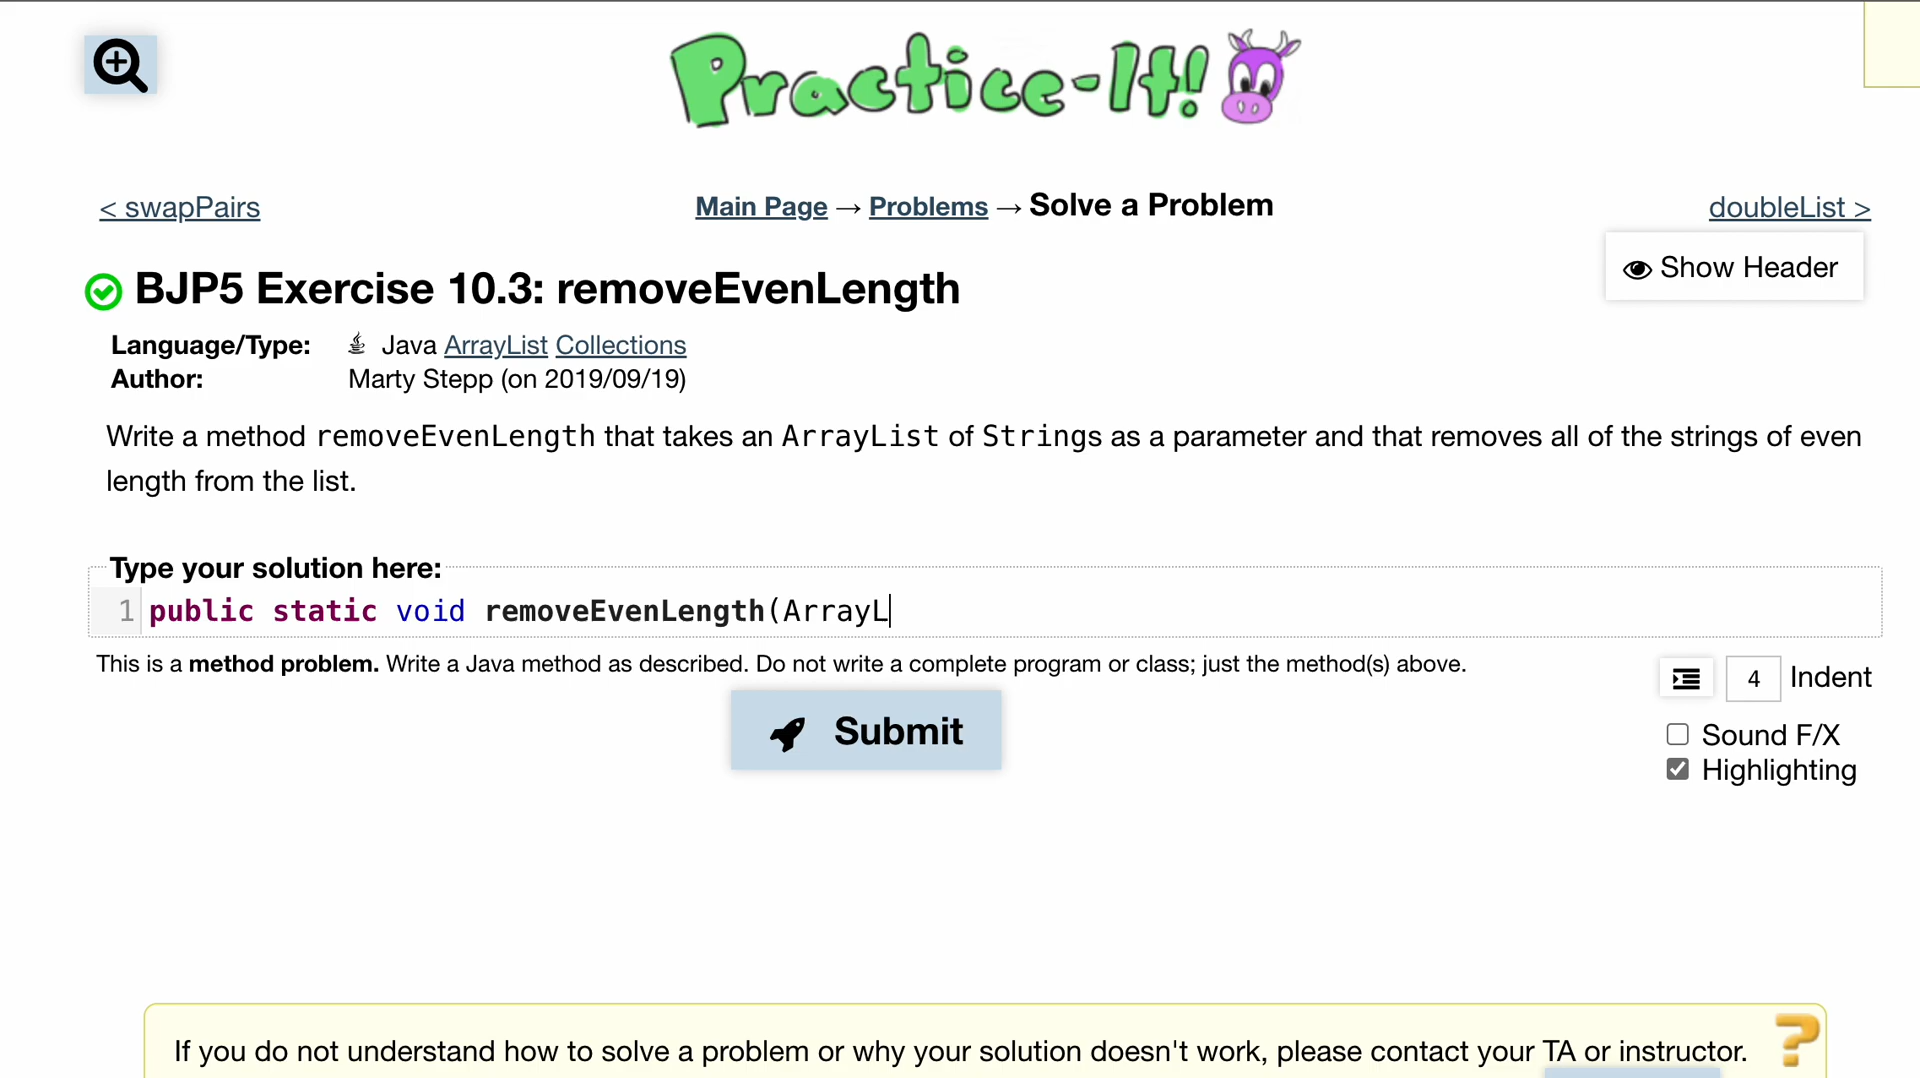 Practice-It!
< swapPairs
Main Page → Problems → Solve a Problem
doubleList >
Show Header
BJP5 Exercise 10.3: removeEvenLength
Language/Type: Java ArrayList Collections
Author: Marty Stepp (on 2019/09/19)
Write a method removeEvenLength that takes an ArrayList of Strings as a parameter and that removes all of the strings of even
length from the list.
Type your solution here:
1 public static void removeEvenLength(ArrayL
This is a method problem. Write a Java method as described. Do not write a complete program or class; just the method(s) above.
4 Indent
Submit
Sound F/X
Highlighting
If you do not understand how to solve a problem or why your solution doesn't work, please contact your TA or instructor.